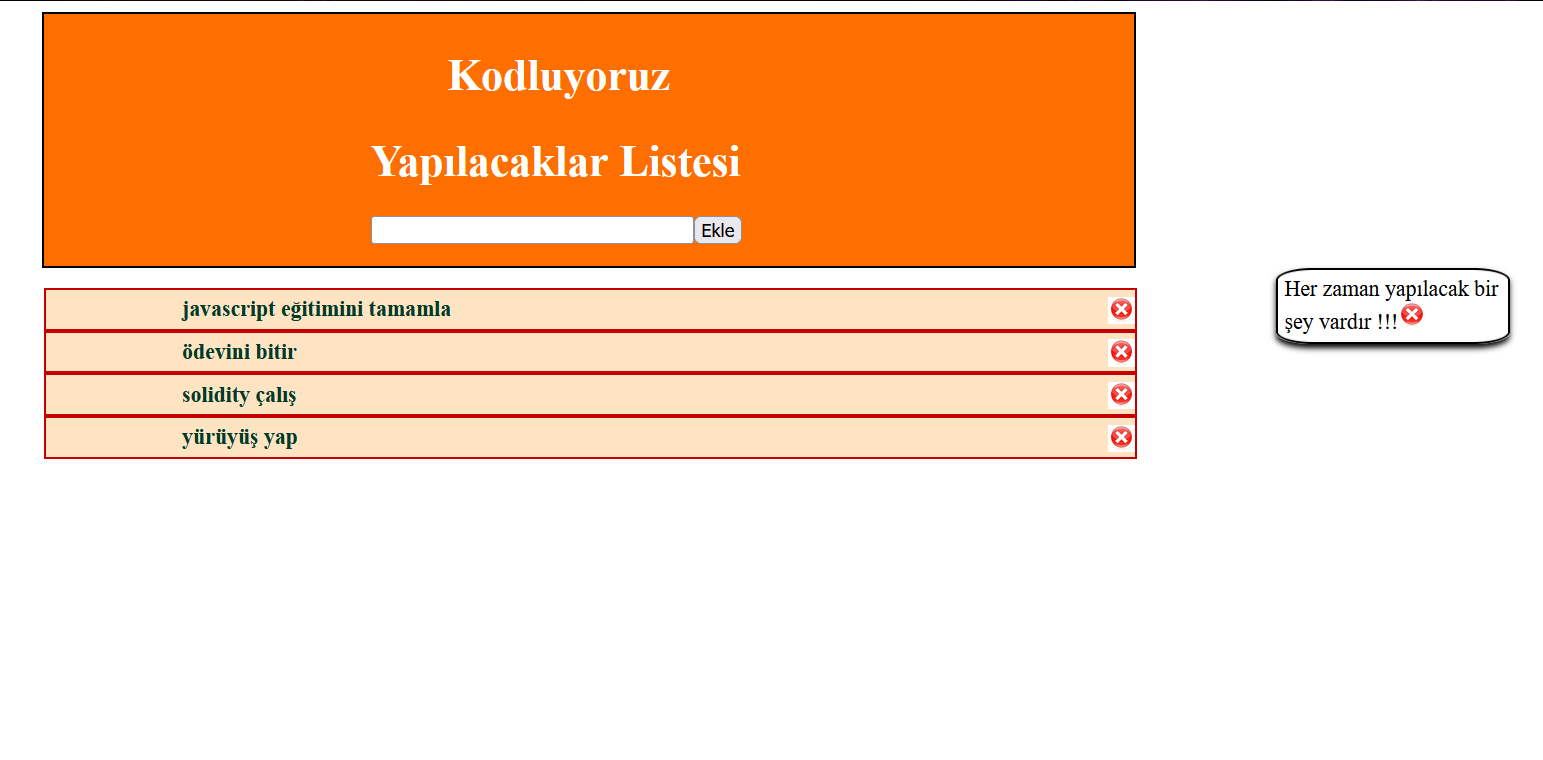 Kodluyoruz
Yapılacaklar Listesi
Ekle
javascript eğitimini tamamla
ödevini bitir
solidity çalış
yürüyüş yap
Her zaman yapılacak bir
şey vardır !!!